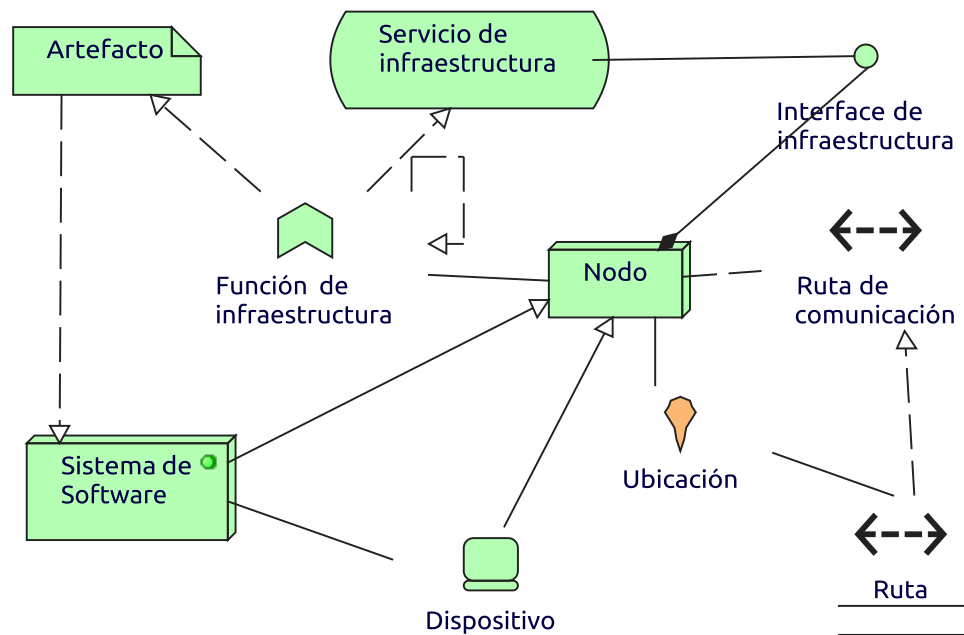 Artefacto
Servicio de
infraestructura
Interface de
infraestructura
Función de
infraestructura
Nodo
Ruta de
comunicación
Sistema de
Software
Ubicación
Dispositivo
Ruta